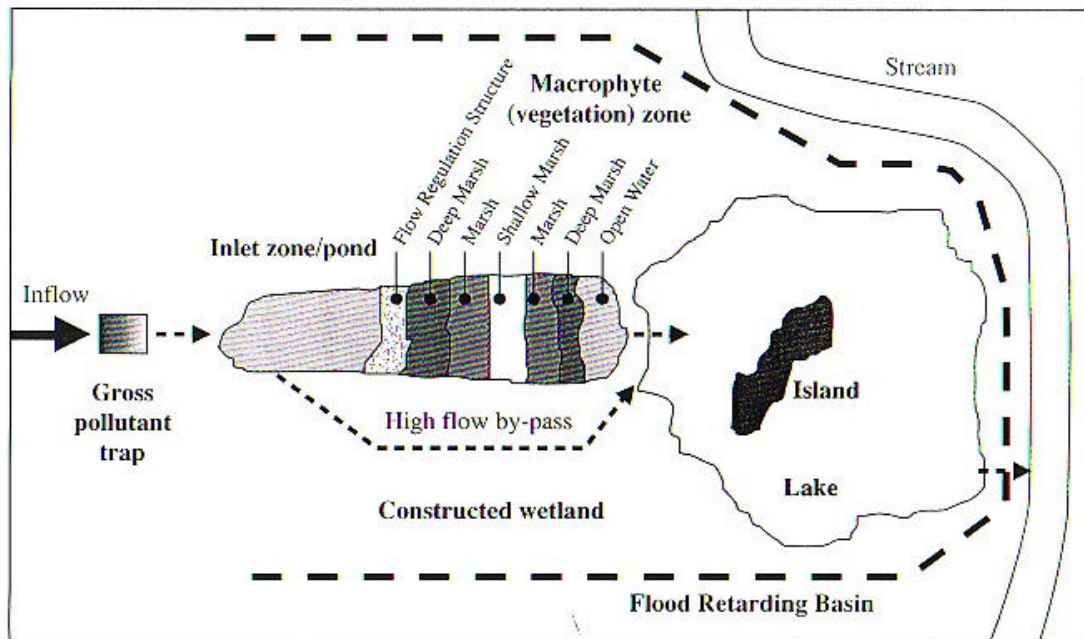 Stream
Macrophyte
(vegetation) zone
Flow Regulation Structure
Deep Marsh
Marsh
Shallow Marsh
Marsh
Deep Marsh
Open Water
Inlet zone/pond
Inflow
Gross
pollutant
trap
High flow by-pass
Island
Lake
Constructed wetland
Flood Retarding Basin